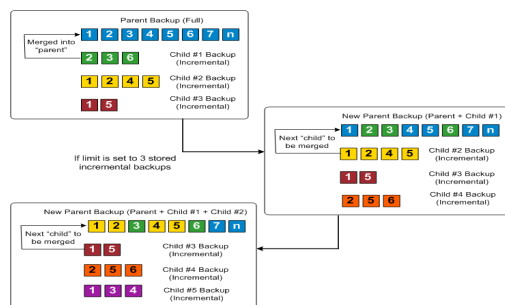 Parent Backup (Full)
Merged into
"parent"
1 2 3 4 5 6 7 n
2 3 6
Child #1 Backup
(Incremental)
1 2 4 5
Child #2 Backup
(Incremental)
1 5
Child #3 Backup
(Incremental)
If limit is set to 3 stored
incremental backups
New Parent Backup (Parent + Child #1)
Next "child" to
be merged
1 2 3 4 5 6 7 n
1 2 4 5
Child #2 Backup
(Incremental)
1 5
Child #3 Backup
(Incremental)
2 5 6
Child #4 Backup
(Incremental)
New Parent Backup (Parent + Child #1 + Child #2)
Next "child" to
be merged
1 2 3 4 5 6 7 n
1 5
Child #3 Backup
(Incremental)
2 5 6
Child #4 Backup
(Incremental)
1 3 4
Child #5 Backup
(Incremental)